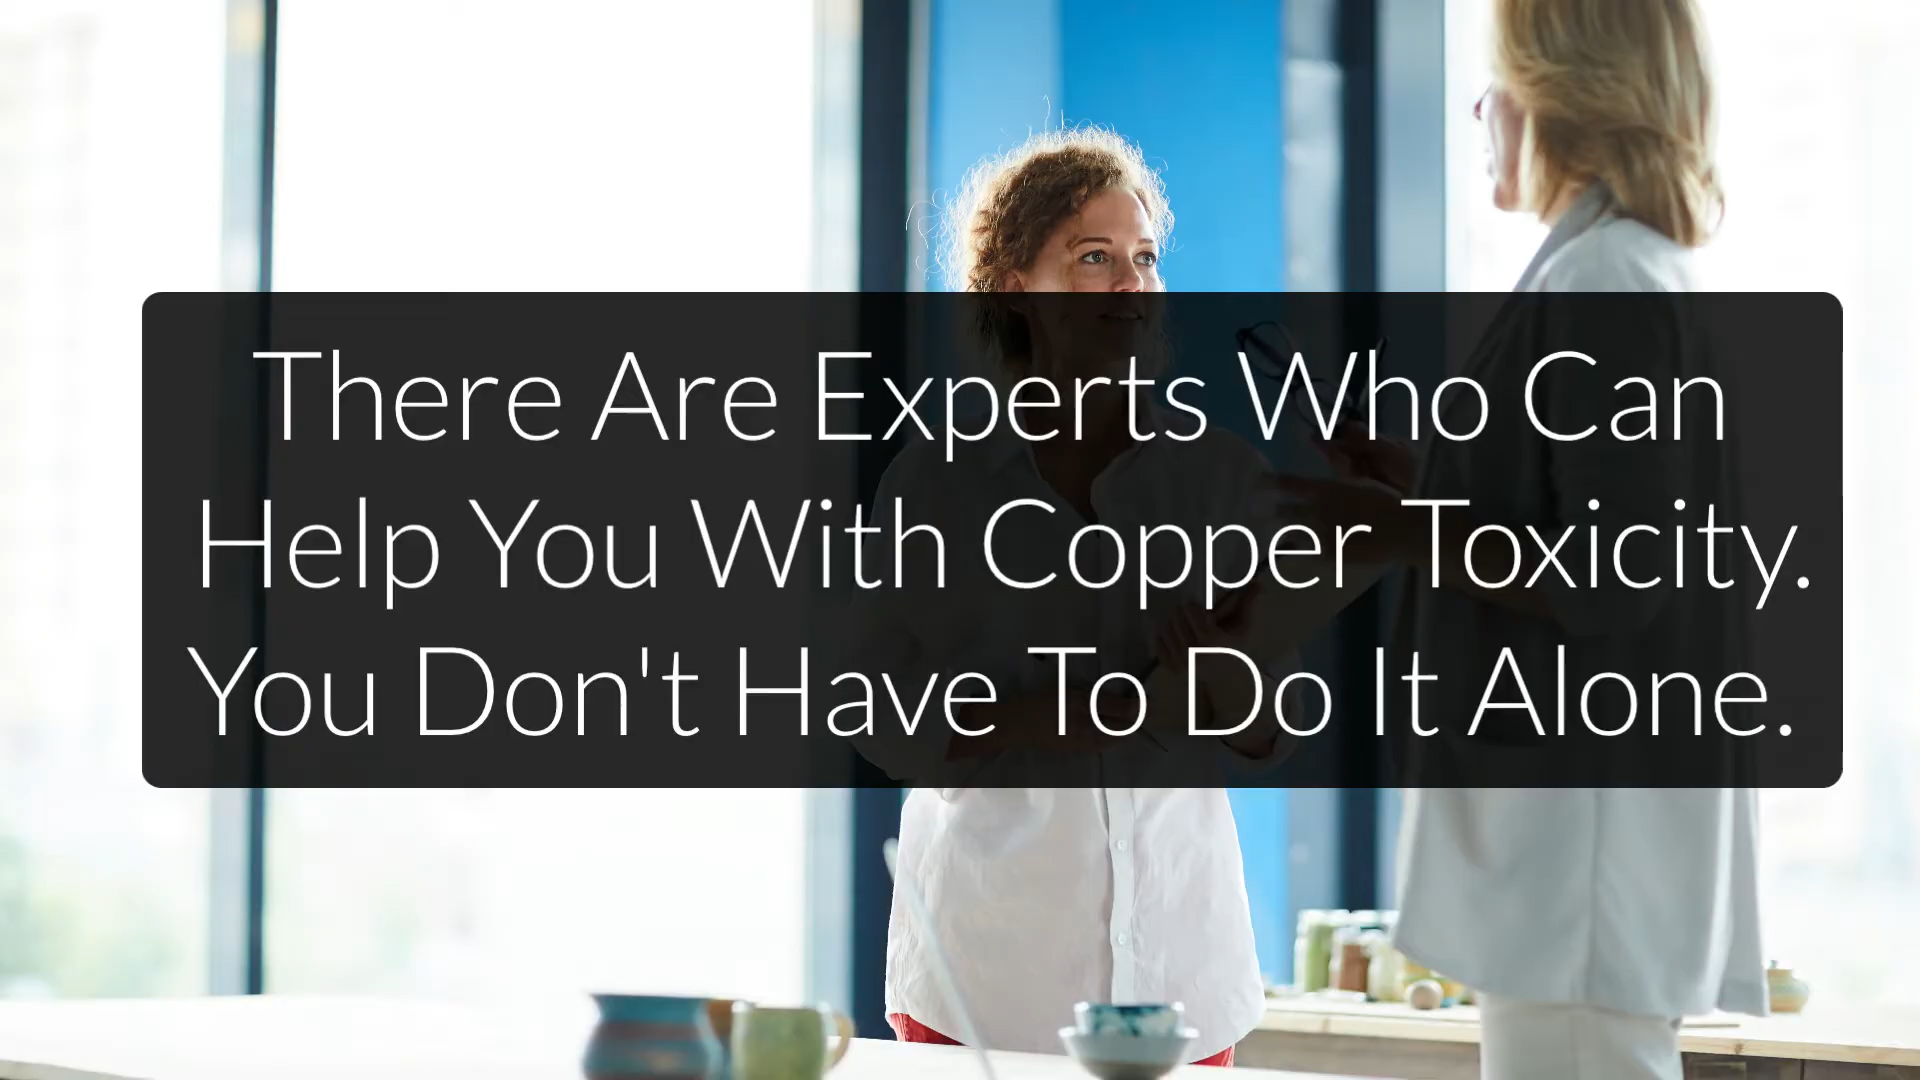 There Are Experts Who Can
Help You With Copper Toxicity.
You Don't Have To Do It Alone.